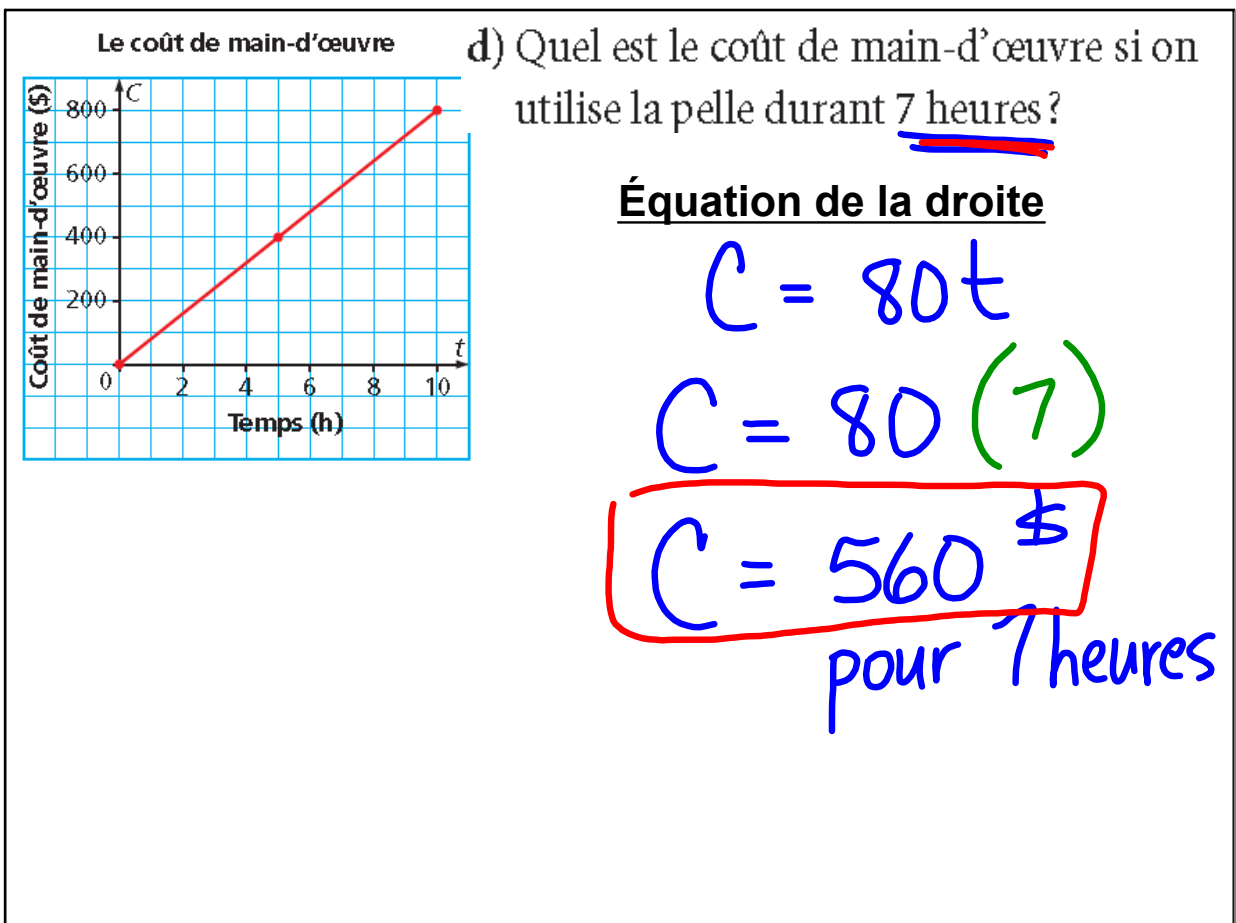 Le coût de main-d'œuvre
Coût de main-d'œuvre ($)
C
800
600
400
200
0
2 4 6 8 10
t
Temps (h)
d) Quel est le coût de main-d'œuvre si on
utilise la pelle durant 7 heures?
Équation de la droite
C = 80t
C = 80 (7)
C = 560 $
pour 7 heures